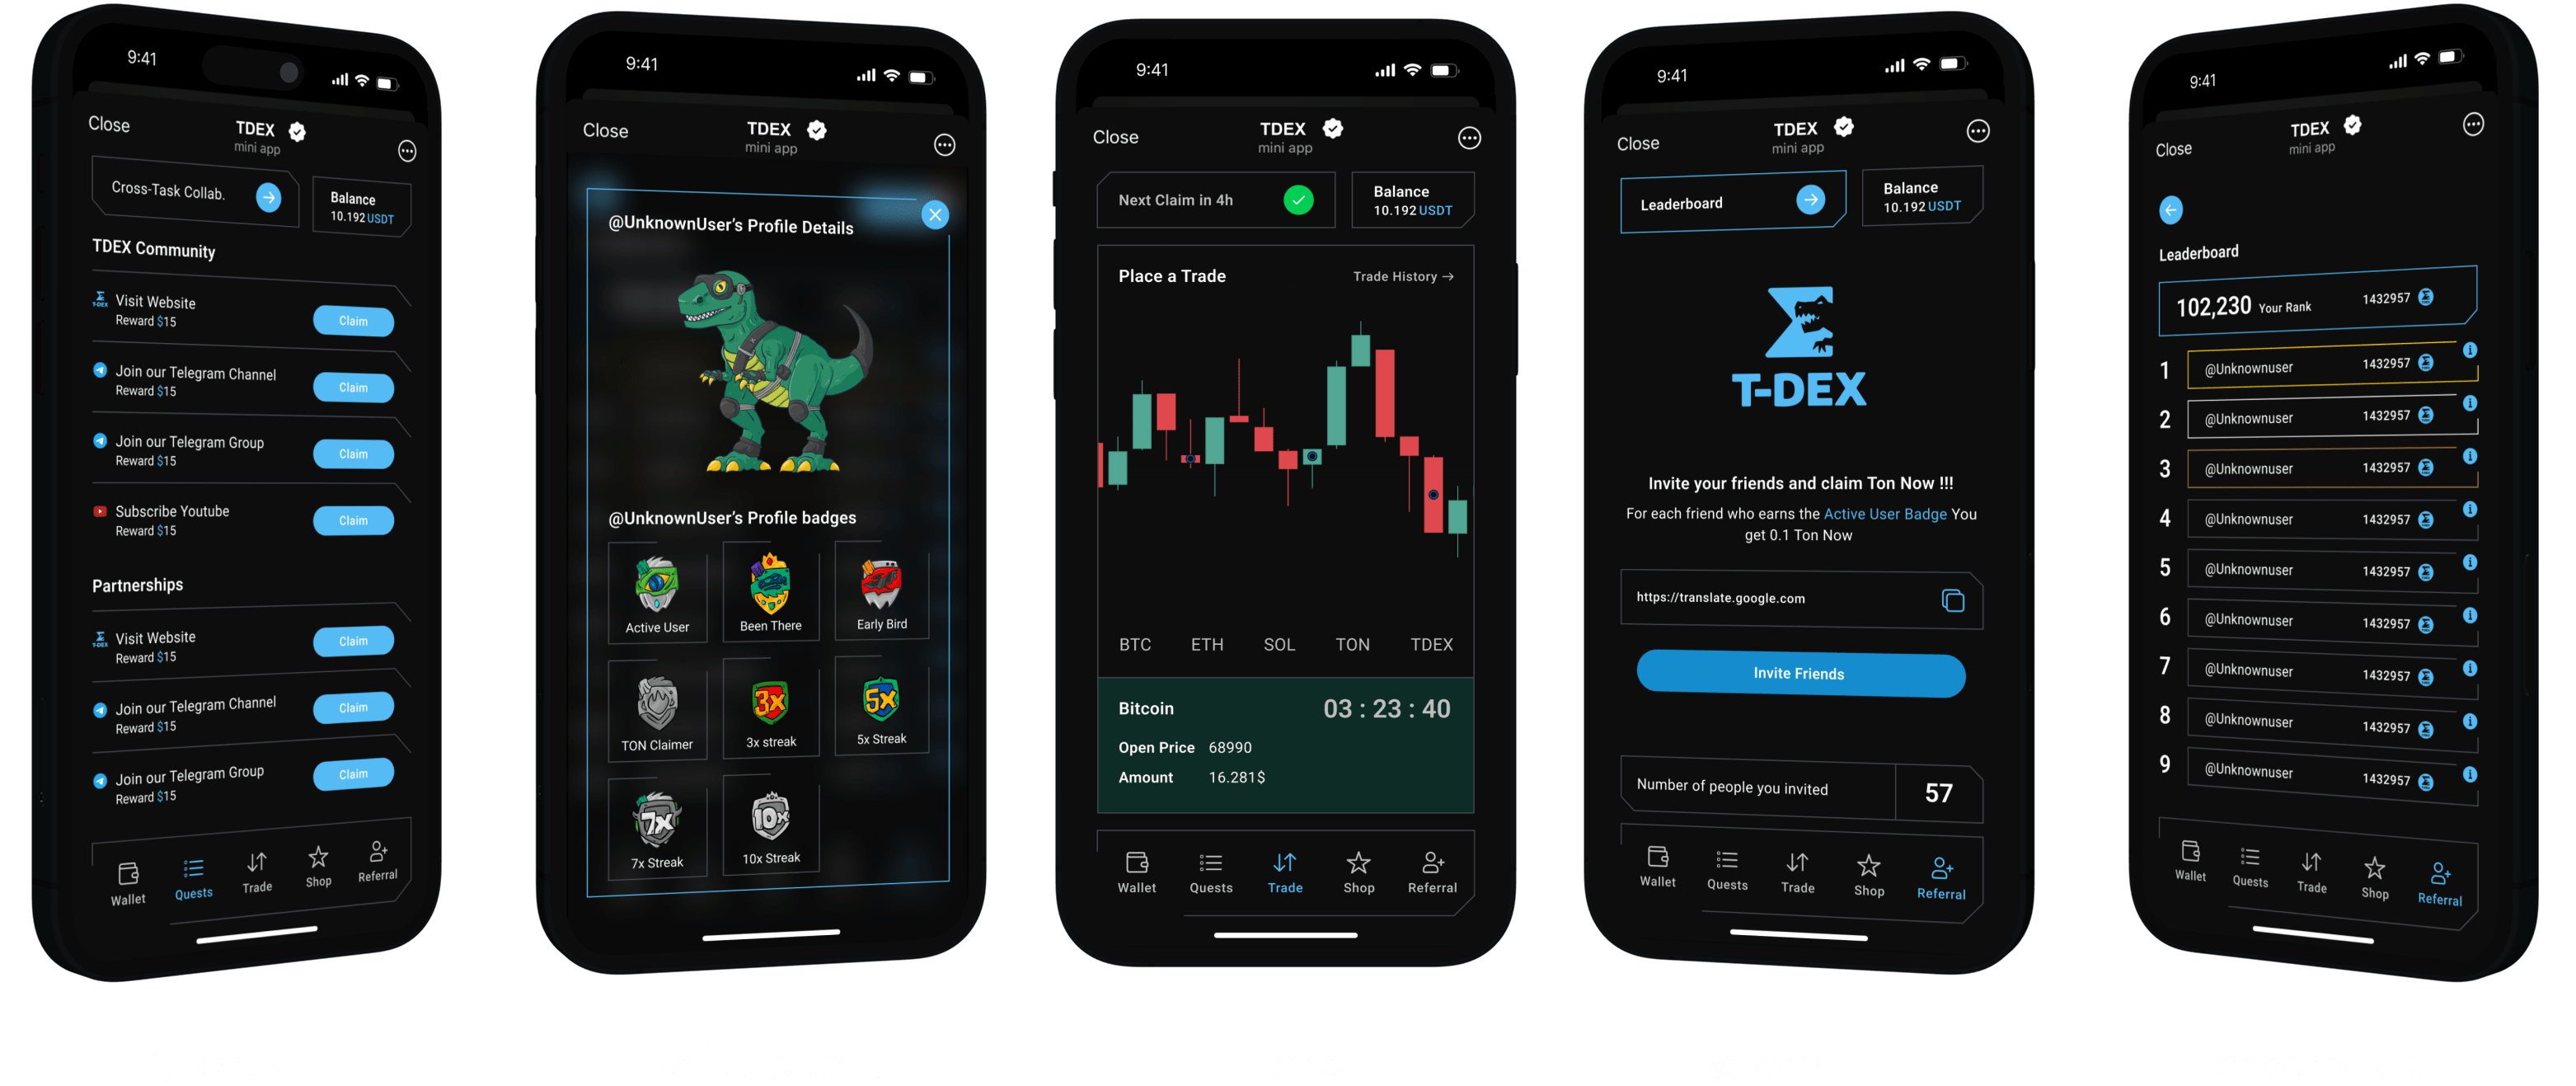 9:41
Close
TDEX
mini app
Cross-Task Collab.
Balance
10.192 USDT
TDEX Community
T-DEX
Visit Website
Reward $15
Claim
Join our Telegram Channel
Reward $15
Claim
Join our Telegram Group
Reward $15
Claim
Subscribe Youtube
Reward $15
Claim
Partnerships
T-DEX
Visit Website
Reward $15
Claim
Join our Telegram Channel
Reward $15
Claim
Join our Telegram Group
Reward $15
Claim
Wallet
Quests
Trade
Shop
Referral
9:41
Close
TDEX
mini app
@UnknownUser's Profile Details
@UnknownUser's Profile badges
Active User
Been There
Early Bird
TON Claimer
3x
3x streak
5x
5x Streak
7x
7x Streak
10x
10x Streak
9:41
Close
TDEX
mini app
Next Claim in 4h
Balance
10.192 USDT
Place a Trade
Trade History →
BTC ETH SOL TON TDEX
Bitcoin
03 : 23 : 40
Open Price 68990
Amount 16.281$
Wallet
Quests
Trade
Shop
Referral
9:41
Close
TDEX
mini app
Leaderboard
Balance
10.192 USDT
T-DEX
Invite your friends and claim Ton Now !!!
For each friend who earns the Active User Badge You
get 0.1 Ton Now
https://translate.google.com
Invite Friends
Number of people you invited
57
Wallet
Quests
Trade
Shop
Referral
9:41
Close
TDEX
mini app
Leaderboard
102,230 Your Rank 1432957
1 @Unknownuser 1432957
2 @Unknownuser 1432957
3 @Unknownuser 1432957
4 @Unknownuser 1432957
5 @Unknownuser 1432957
6 @Unknownuser 1432957
7 @Unknownuser 1432957
8 @Unknownuser 1432957
9 @Unknownuser 1432957
Wallet
Quests
Trade
Shop
Referral